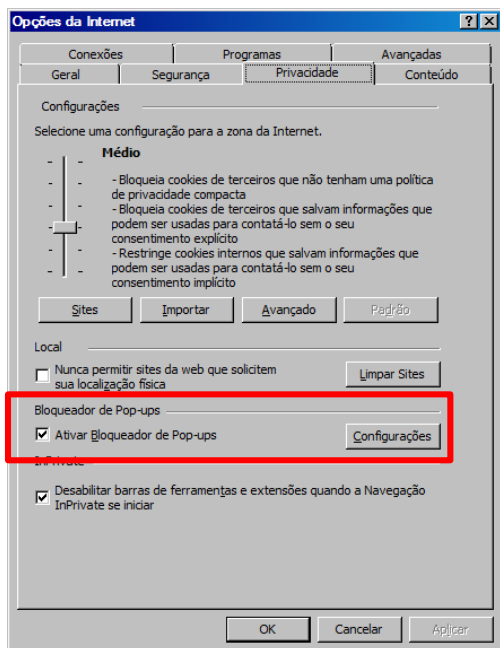 Opções da Internet
Conexões Programas Avançadas
Geral Segurança Privacidade Conteúdo
Configurações
Selecione uma configuração para a zona da Internet.
Médio
- Bloqueia cookies de terceiros que não tenham uma política
de privacidade compacta
- Bloqueia cookies de terceiros que salvam informações que
podem ser usadas para contatá-lo sem o seu
consentimento explícito
- Restringe cookies internos que salvam informações que
podem ser usadas para contatá-lo sem o seu
consentimento implícito
Sites Importar Avançado Padrão
Local
Nunca permitir sites da web que solicitem
sua localização física
Limpar Sites
Bloqueador de Pop-ups
Ativar Bloqueador de Pop-ups Configurações
InPrivate
Desabilitar barras de ferramentas e extensões quando a Navegação
InPrivate se iniciar
OK Cancelar Aplicar